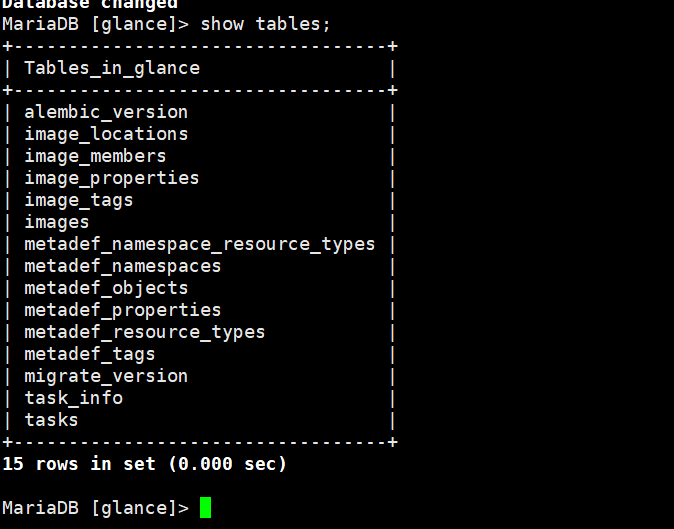 Database changed
MariaDB [glance]> show tables;
+----------------------------------+
| Tables_in_glance                 |
+----------------------------------+
| alembic_version                  |
| image_locations                  |
| image_members                    |
| image_properties                 |
| image_tags                       |
| images                           |
| metadef_namespace_resource_types |
| metadef_namespaces               |
| metadef_objects                  |
| metadef_properties               |
| metadef_resource_types           |
| metadef_tags                     |
| migrate_version                  |
| task_info                        |
| tasks                            |
+----------------------------------+
15 rows in set (0.000 sec)
MariaDB [glance]>